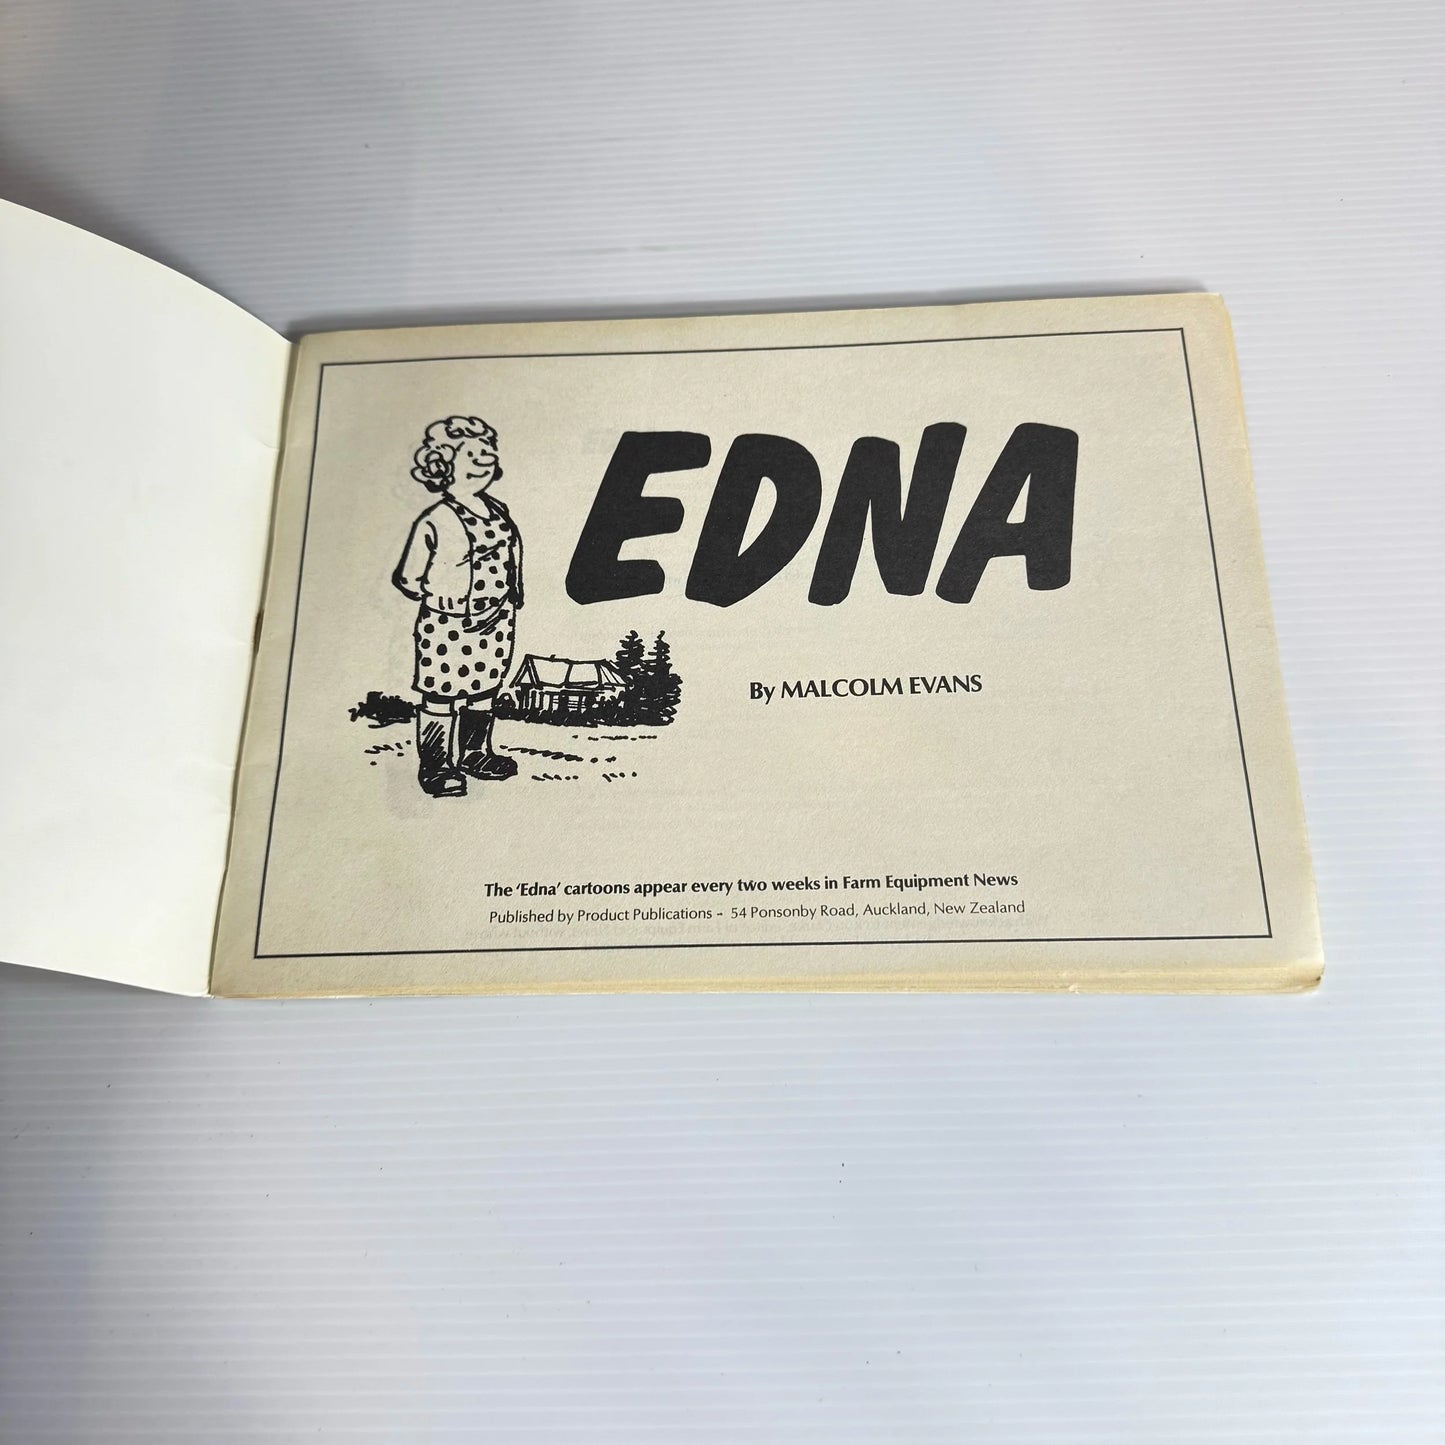 EDNA
By MALCOLM EVANS
The ‘Edna’ cartoons appear every two weeks in Farm Equipment News
Published by Product Publications - 54 Ponsonby Road, Auckland, New Zealand